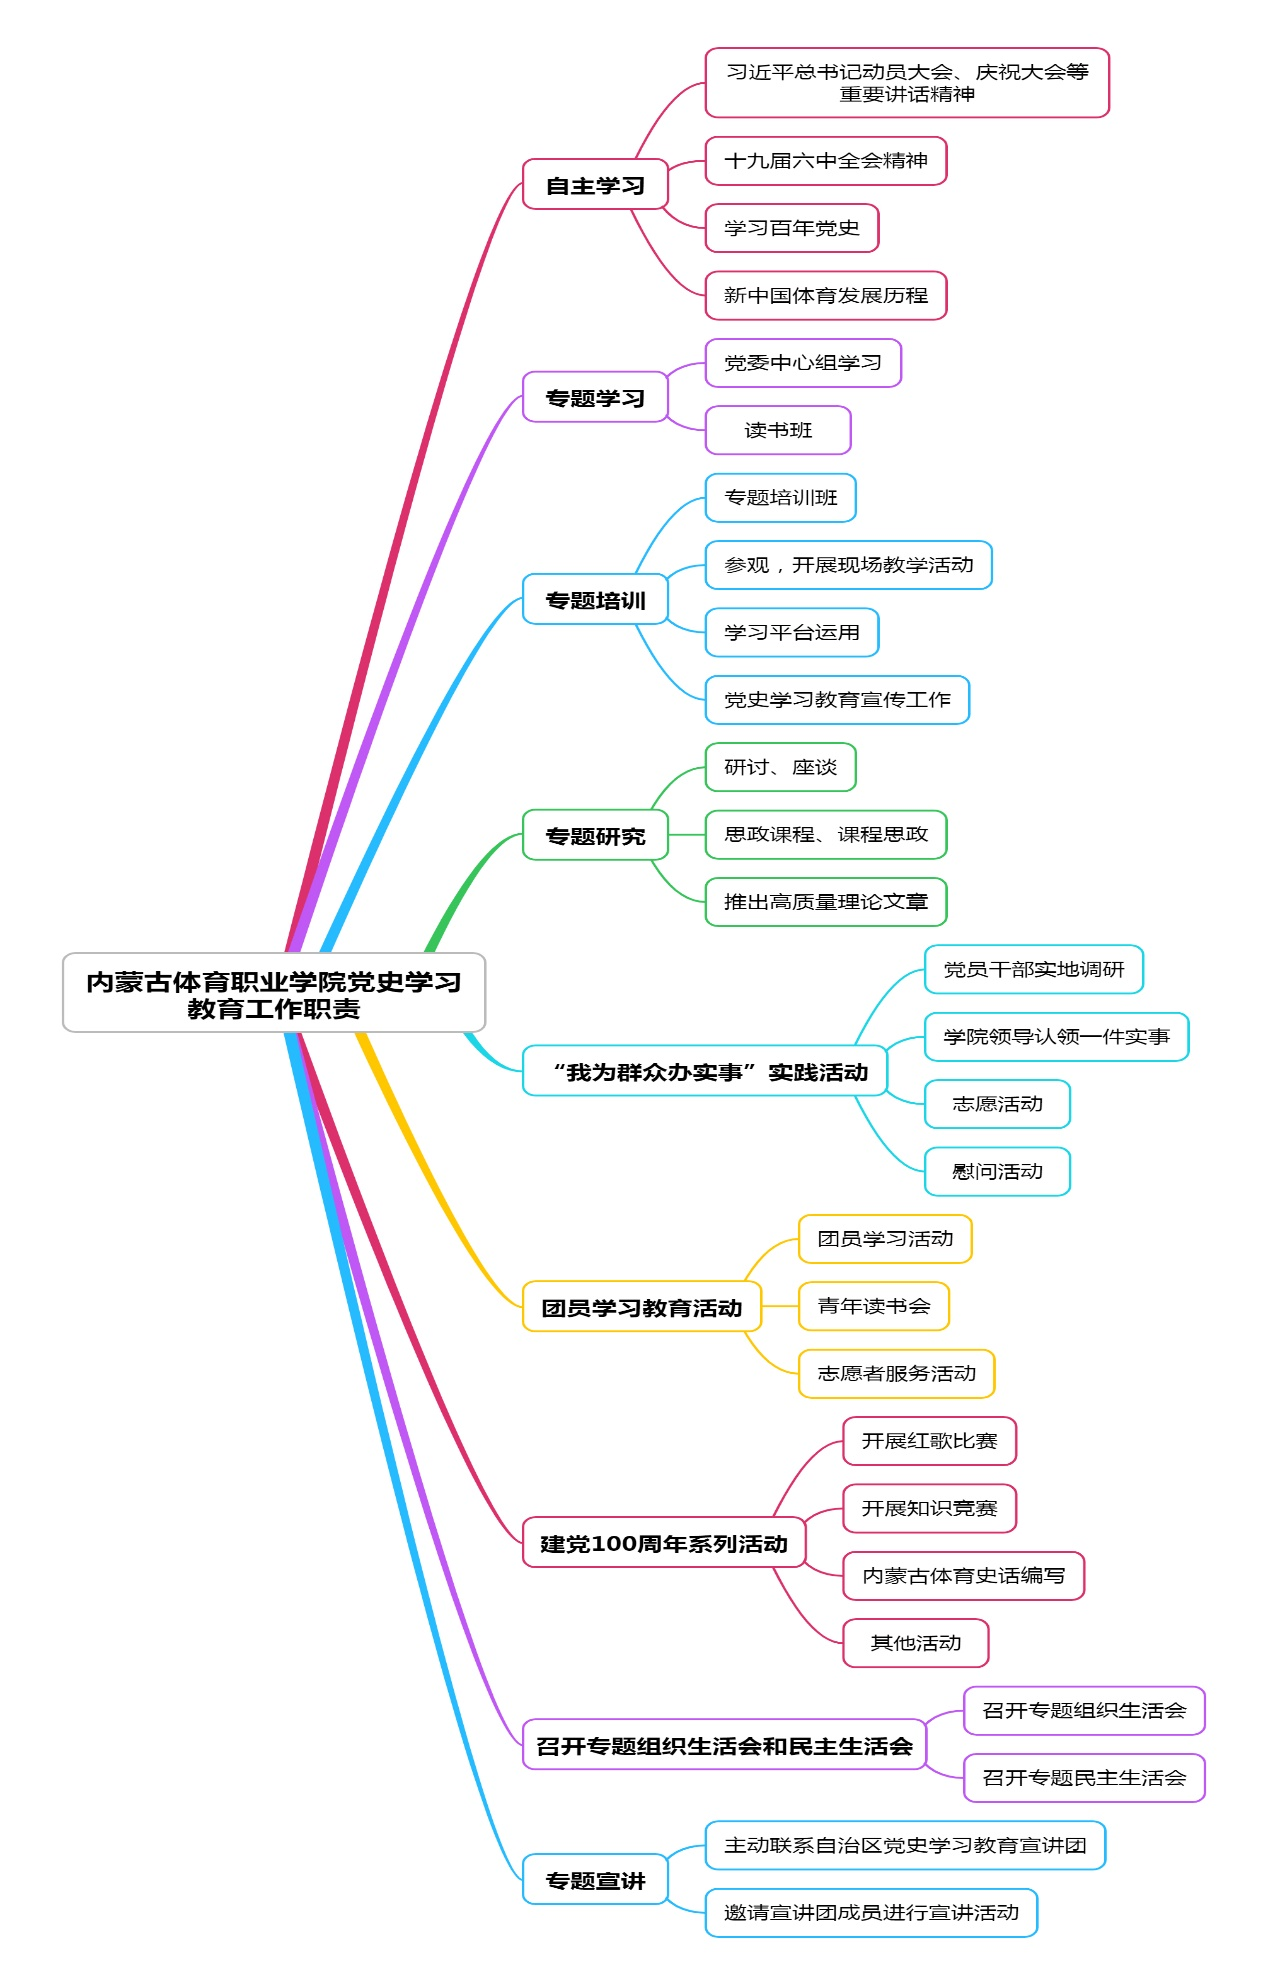 习近平总书记动员大会、庆祝大会等
重要讲话精神
十九届六中全会精神
自主学习
学习百年党史
新中国体育发展历程
党委中心组学习
专题学习
读书班
专题培训班
参观，开展现场教学活动
专题培训
学习平台运用
党史学习教育宣传工作
研讨、座谈
专题研究
思政课程、课程思政
推出高质量理论文章
内蒙古体育职业学院党史学习
教育工作职责
党员干部实地调研
学院领导认领一件实事
“我为群众办实事”实践活动
志愿活动
慰问活动
团员学习活动
团员学习教育活动
青年读书会
志愿者服务活动
开展红歌比赛
开展知识竞赛
建党100周年系列活动
内蒙古体育史话编写
其他活动
召开专题组织生活会
召开专题组织生活会和民主生活会
召开专题民主生活会
主动联系自治区党史学习教育宣讲团
专题宣讲
邀请宣讲团成员进行宣讲活动